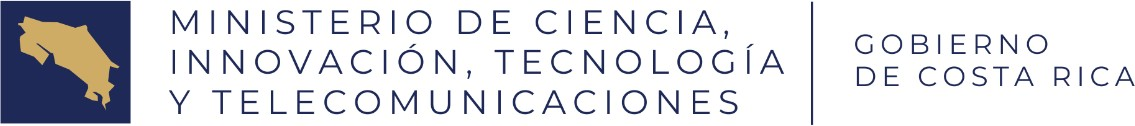 MINISTERIO DE CIENCIA,
INNOVACIÓN, TECNOLOGÍA
Y TELECOMUNICACIONES
GOBIERNO
DE COSTA RICA